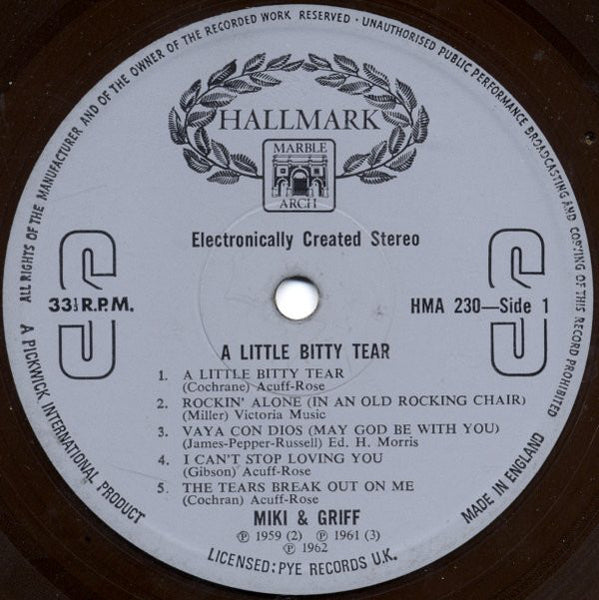 ALL RIGHTS OF THE MANUFACTURER AND OF THE OWNER OF THE RECORDED WORK RESERVED · UNAUTHORISED PUBLIC PERFORMANCE BROADCASTING AND COPYING OF THIS RECORD PROHIBITED
HALLMARK
MARBLE
ARCH
Electronically Created Stereo
33⅓ R.P.M.
HMA 230—Side 1
A LITTLE BITTY TEAR
1. A LITTLE BITTY TEAR
(Cochrane) Acuff-Rose
2. ROCKIN' ALONE (IN AN OLD ROCKING CHAIR)
(Miller) Victoria Music
3. VAYA CON DIOS (MAY GOD BE WITH YOU)
(James-Pepper-Russell) Ed. H. Morris
4. I CAN'T STOP LOVING YOU
(Gibson) Acuff-Rose
5. THE TEARS BREAK OUT ON ME
(Cochran) Acuff-Rose
MIKI & GRIFF
℗ 1959 (2) ℗ 1961 (3)
℗ 1962
A PICKWICK INTERNATIONAL PRODUCT
LICENSED: PYE RECORDS U.K.
MADE IN ENGLAND